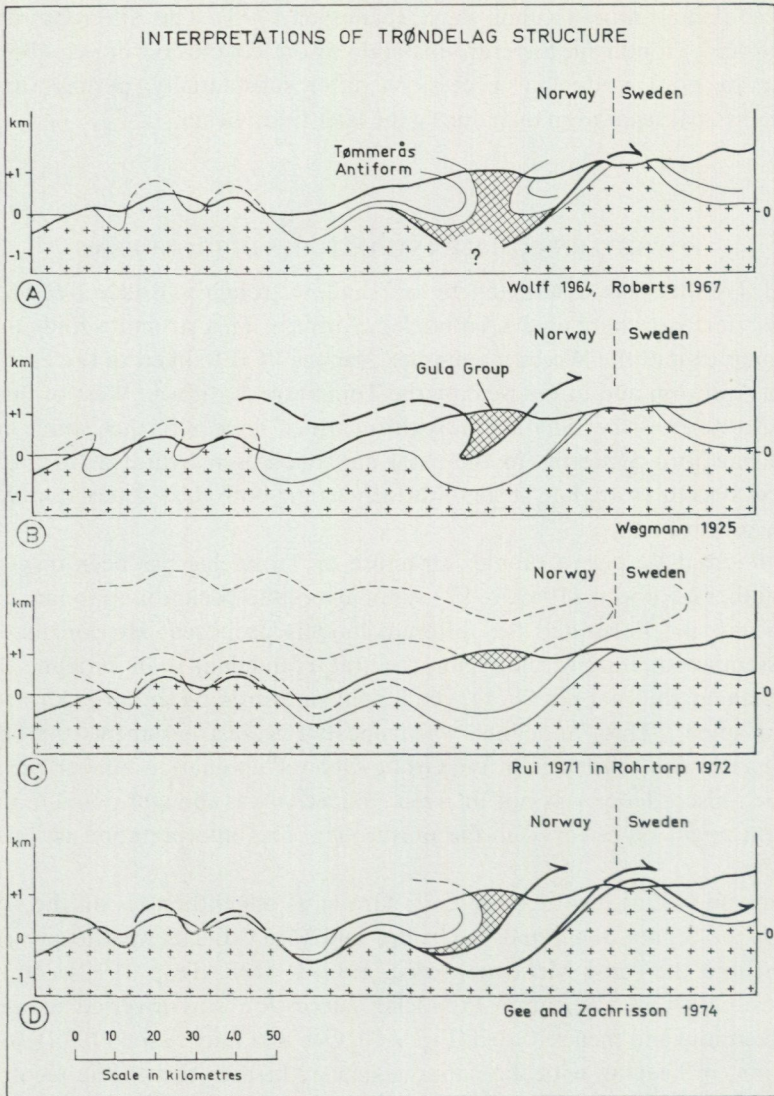 INTERPRETATIONS OF TRØNDELAG STRUCTURE
Norway Sweden
km
Tømmerås
Antiform
+1
0
-1
0
?
A
Wolff 1964, Roberts 1967
Norway Sweden
km
Gula Group
+1
0
-1
0
B
Wegmann 1925
Norway Sweden
km
+1
0
-1
0
C
Rui 1971 in Rohrtorp 1972
Norway Sweden
km
+1
0
-1
0
D
Gee and Zachrisson 1974
0 10 20 30 40 50
Scale in kilometres